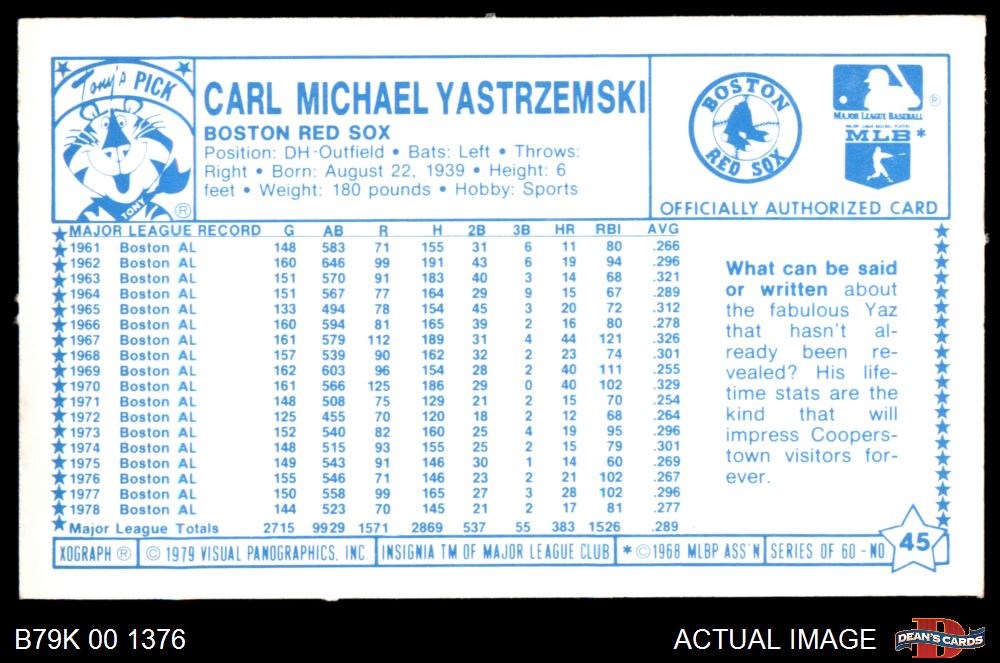 Tony's PICK
TONY
®
CARL MICHAEL YASTRZEMSKI
BOSTON RED SOX
Position: DH-Outfield • Bats: Left • Throws:
Right • Born: August 22, 1939 • Height: 6
feet • Weight: 180 pounds • Hobby: Sports
BOSTON
RED SOX
®
MAJOR LEAGUE BASEBALL
MAJOR LEAGUE BASEBALL PLAYERS
MLB*
OFFICIALLY AUTHORIZED CARD
MAJOR LEAGUE RECORD G AB R H 2B 3B HR RBI AVG
1961 Boston AL 148 583 71 155 31 6 11 80 .266
1962 Boston AL 160 646 99 191 43 6 19 94 .296
1963 Boston AL 151 570 91 183 40 3 14 68 .321
1964 Boston AL 151 567 77 164 29 9 15 67 .289
1965 Boston AL 133 494 78 154 45 3 20 72 .312
1966 Boston AL 160 594 81 165 39 2 16 80 .278
1967 Boston AL 161 579 112 189 31 4 44 121 .326
1968 Boston AL 157 539 90 162 32 2 23 74 .301
1969 Boston AL 162 603 96 154 28 2 40 111 .255
1970 Boston AL 161 566 125 186 29 0 40 102 .329
1971 Boston AL 148 508 75 129 21 2 15 70 .254
1972 Boston AL 125 455 70 120 18 2 12 68 .264
1973 Boston AL 152 540 82 160 25 4 19 95 .296
1974 Boston AL 148 515 93 155 25 2 15 79 .301
1975 Boston AL 149 543 91 146 30 1 14 60 .269
1976 Boston AL 155 546 71 146 23 2 21 102 .267
1977 Boston AL 150 558 99 165 27 3 28 102 .296
1978 Boston AL 144 523 70 145 21 2 17 81 .277
Major League Totals 2715 9929 1571 2869 537 55 383 1526 .289
What can be said
or written about
the fabulous Yaz
that hasn't al-
ready been re-
vealed? His life-
time stats are the
kind that will
impress Coopers-
town visitors for-
ever.
XOGRAPH ® © 1979 VISUAL PANOGRAPHICS, INC. INSIGNIA TM OF MAJOR LEAGUE CLUB *©1968 MLBP ASS'N SERIES OF 60 - NO. 45
B79K 00 1376
ACTUAL IMAGE
DEAN'S CARDS